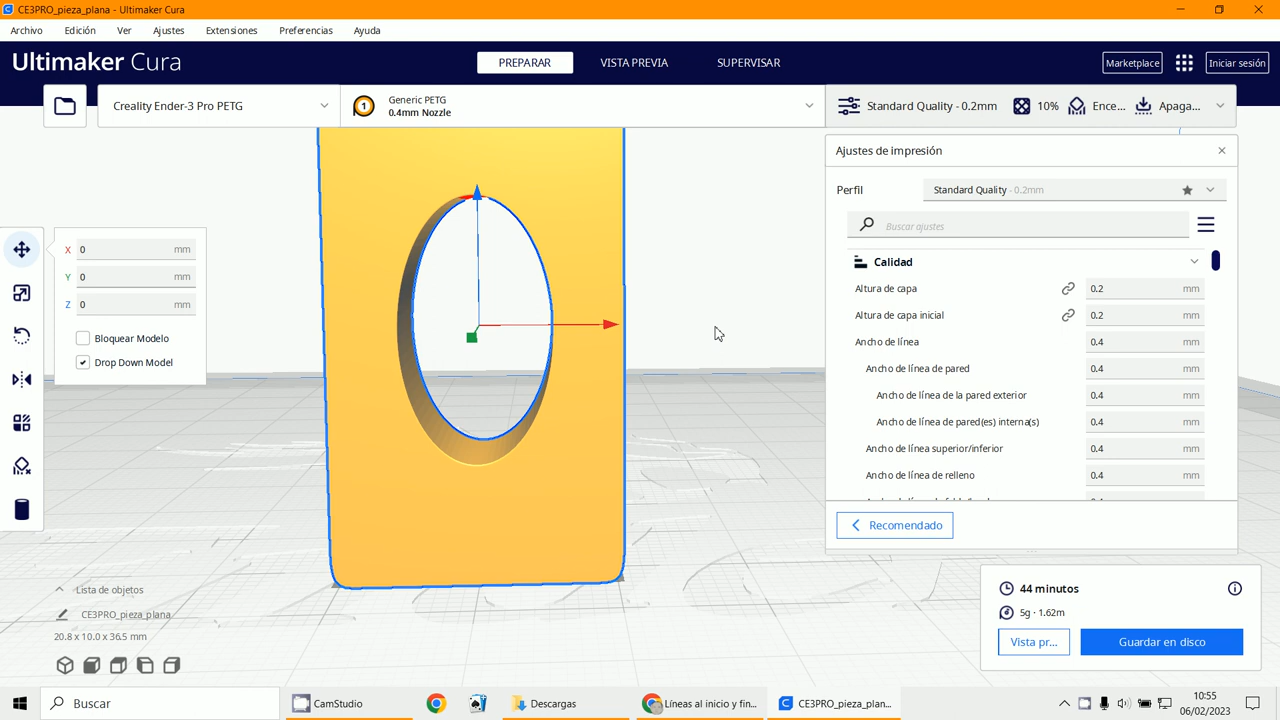 CE3PRO_pieza_plana - Ultimaker Cura
Archivo Edición Ver Ajustes Extensiones Preferencias Ayuda
Ultimaker Cura
PREPARAR VISTA PREVIA SUPERVISAR
Marketplace Iniciar sesión
Creality Ender-3 Pro PETG
1
Generic PETG
0.4mm Nozzle
Standard Quality - 0.2mm 10% Ence... Apaga...
Ajustes de impresión
Perfil Standard Quality - 0.2mm
Buscar ajustes
Calidad
Altura de capa 0.2 mm
Altura de capa inicial 0.2 mm
Ancho de línea 0.4 mm
Ancho de línea de pared 0.4 mm
Ancho de línea de la pared exterior 0.4 mm
Ancho de línea de pared(es) interna(s) 0.4 mm
Ancho de línea superior/inferior 0.4 mm
Ancho de línea de relleno 0.4 mm
Recomendado
X 0 mm
Y 0 mm
Z 0 mm
Bloquear Modelo
Drop Down Model
Lista de objetos
CE3PRO_pieza_plana
20.8 x 10.0 x 36.5 mm
44 minutos
5g · 1.62m
Vista pr... Guardar en disco
Buscar
CamStudio
Descargas
Líneas al inicio y fin...
CE3PRO_pieza_plan...
10:55
06/02/2023